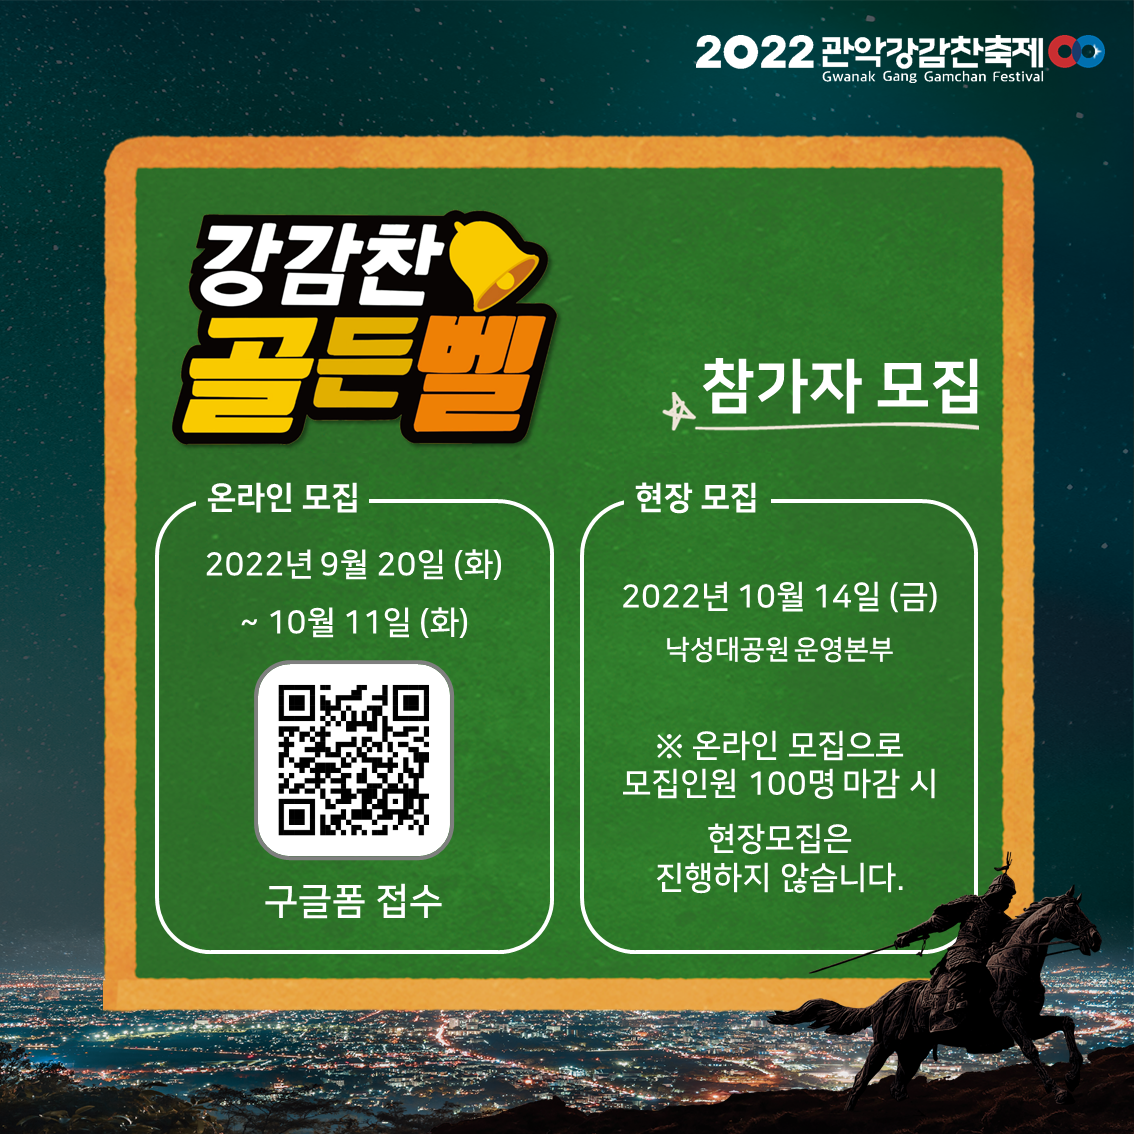 2022 관악강감찬축제
Gwanak Gang Gamchan Festival
강감찬
골든벨
참가자 모집
온라인 모집
2022년 9월 20일 (화)
~ 10월 11일 (화)
구글폼 접수
현장 모집
2022년 10월 14일 (금)
낙성대공원 운영본부
※ 온라인 모집으로
모집인원 100명 마감 시
현장모집은
진행하지 않습니다.